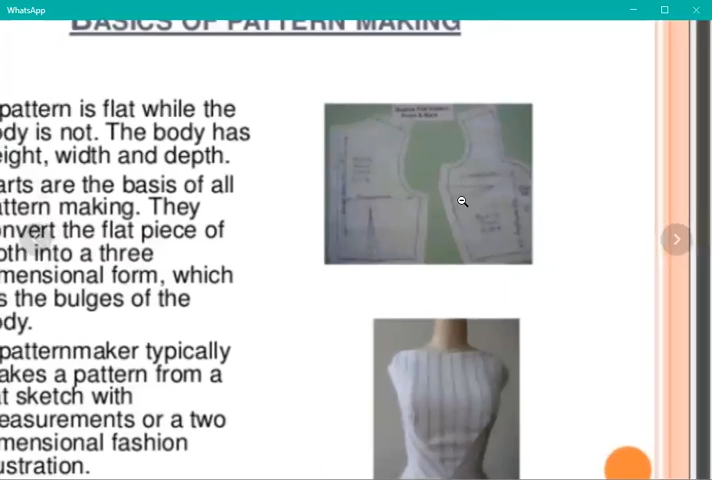 WhatsApp
BASICS OF PATTERN MAKING
pattern is flat while the
ody is not. The body has
eight, width and depth.
arts are the basis of all
attern making. They
onvert the flat piece of
oth into a three
mensional form, which
s the bulges of the
ody.
patternmaker typically
akes a pattern from a
at sketch with
easurements or a two
mensional fashion
ustration.